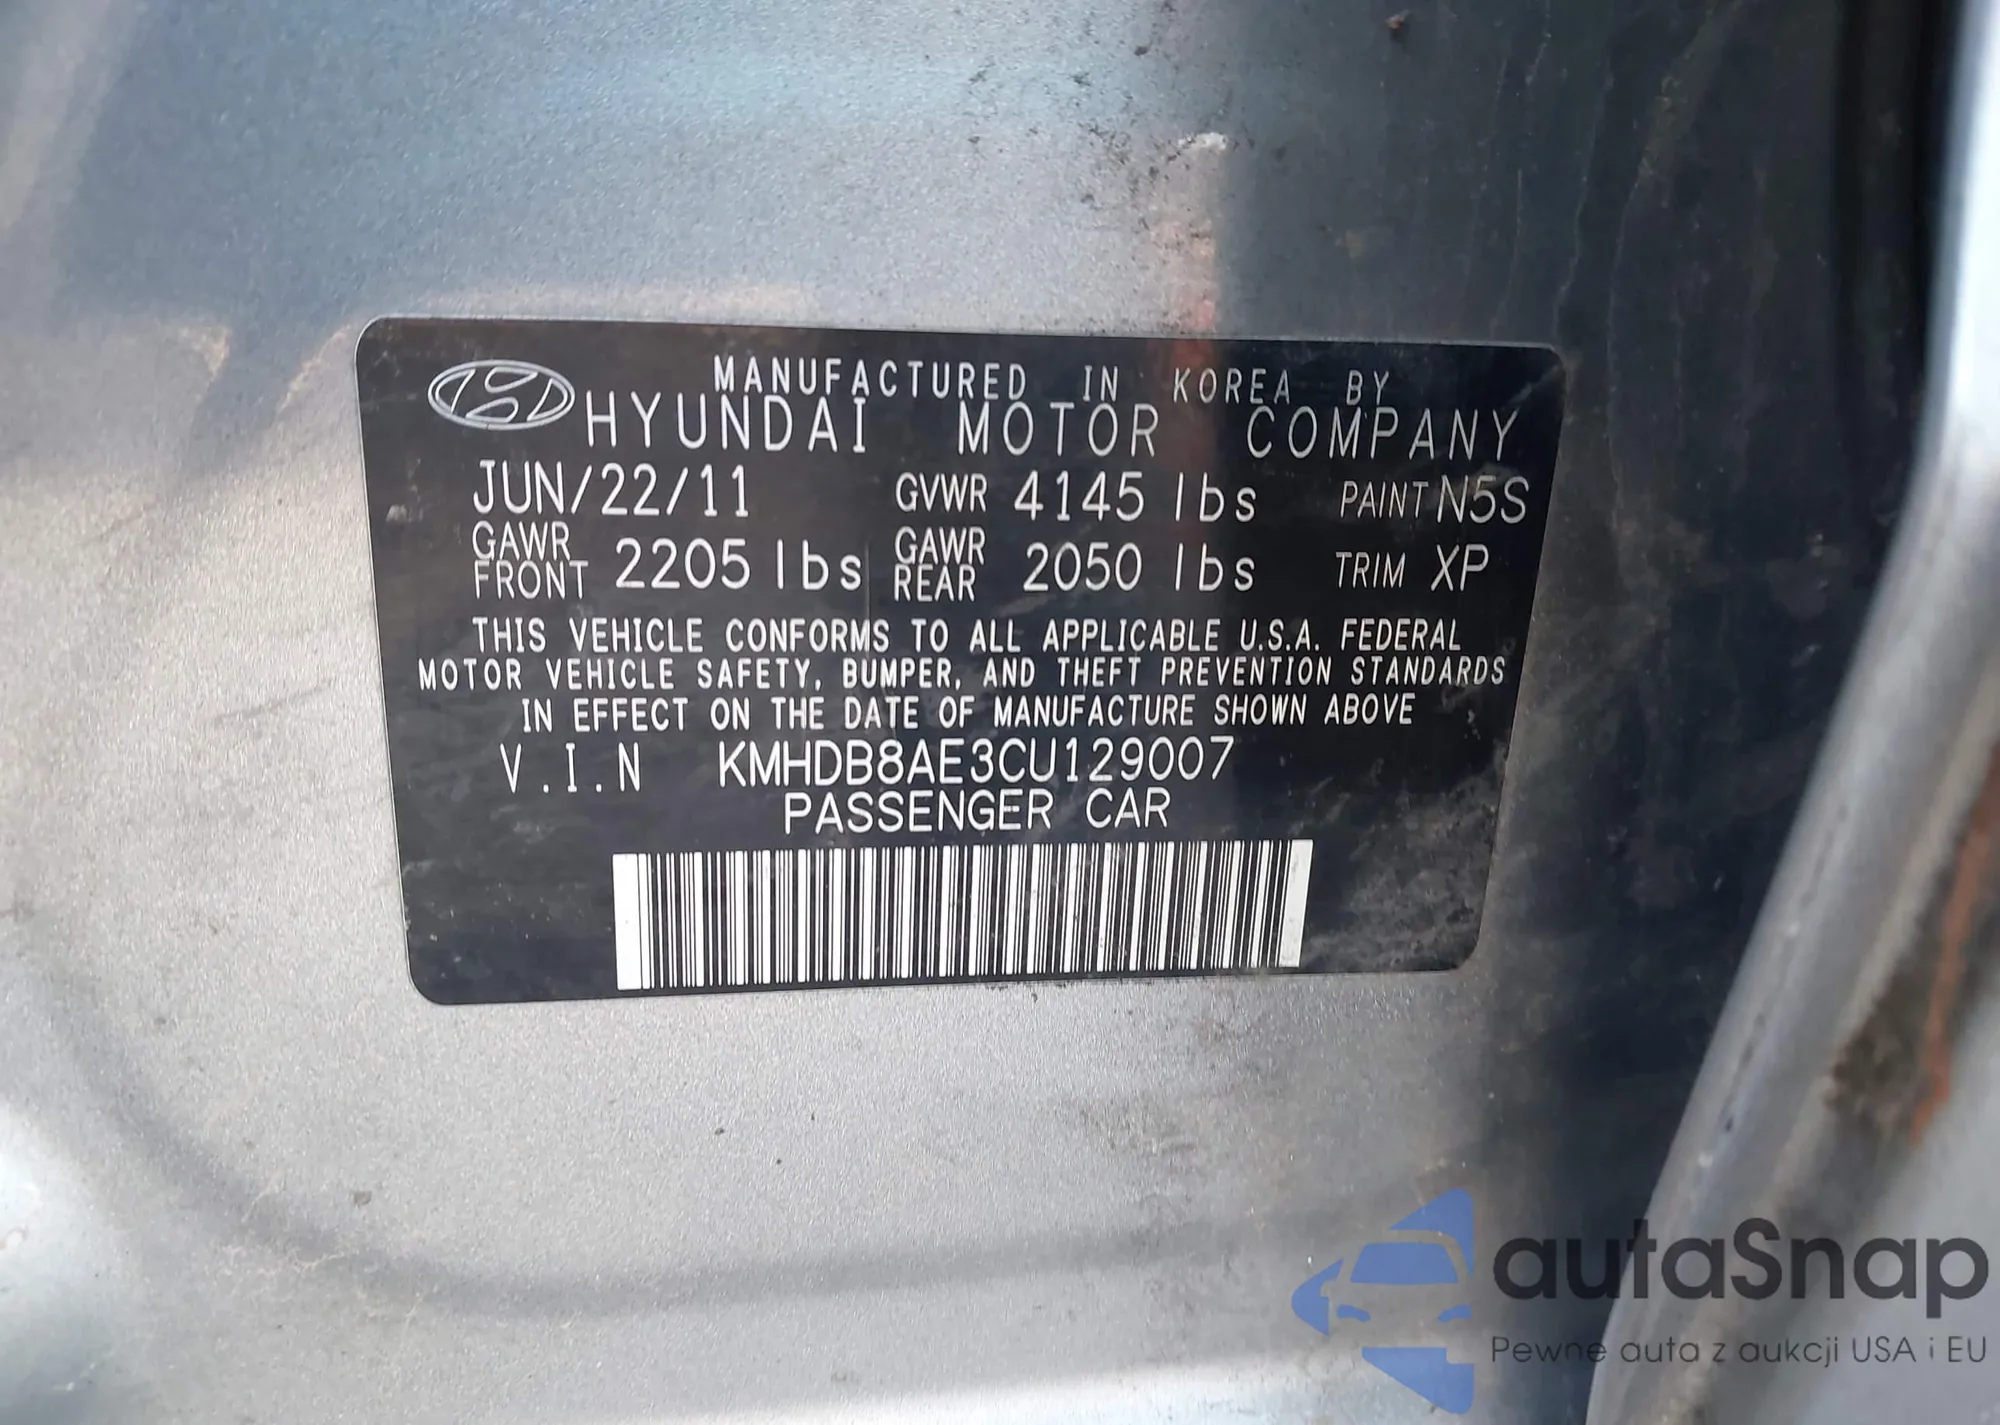 MANUFACTURED IN KOREA BY
HYUNDAI MOTOR COMPANY
JUN/22/11 GVWR 4145 lbs PAINT N5S
GAWR FRONT 2205 lbs GAWR REAR 2050 lbs TRIM XP
THIS VEHICLE CONFORMS TO ALL APPLICABLE U.S.A. FEDERAL
MOTOR VEHICLE SAFETY, BUMPER, AND THEFT PREVENTION STANDARDS
IN EFFECT ON THE DATE OF MANUFACTURE SHOWN ABOVE
V.I.N KMHDB8AE3CU129007
PASSENGER CAR
autaSnap
Pewne auta z aukcji USA i EU